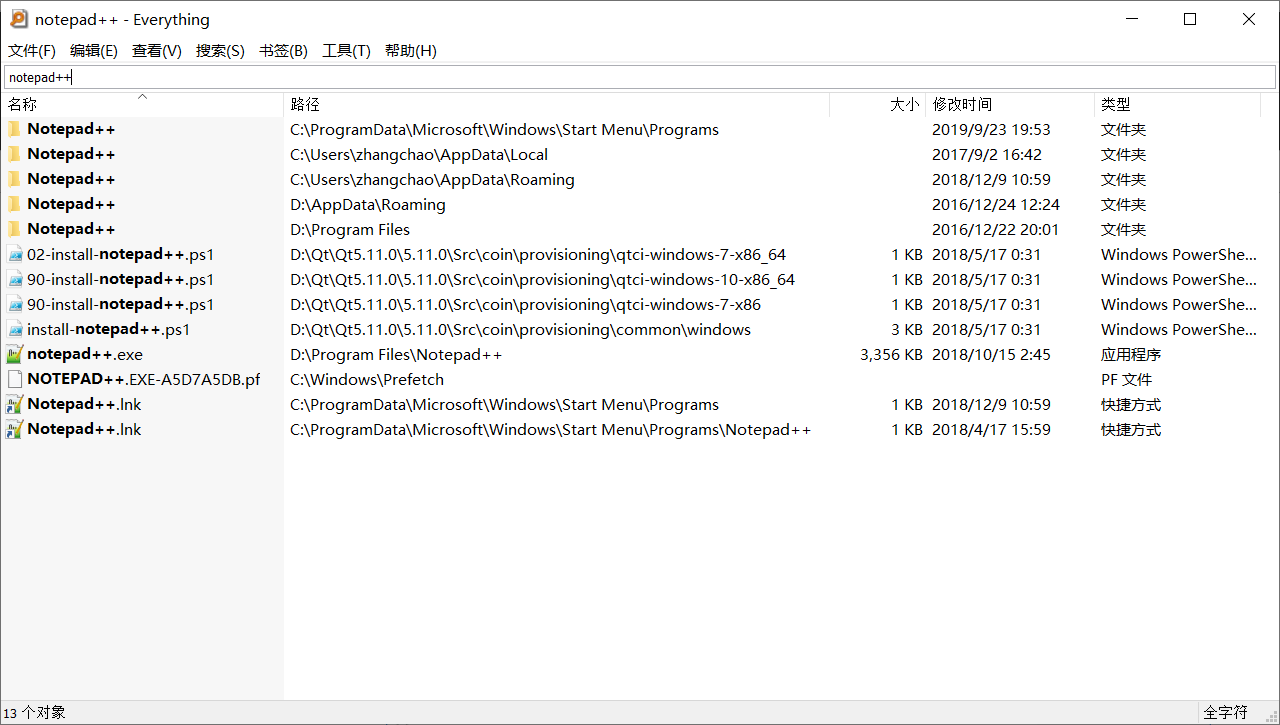 notepad++ - Everything
文件(F) 编辑(E) 查看(V) 搜索(S) 书签(B) 工具(T) 帮助(H)
notepad++
名称 路径 大小 修改时间 类型
Notepad++ C:\ProgramData\Microsoft\Windows\Start Menu\Programs 2019/9/23 19:53 文件夹
Notepad++ C:\Users\zhangchao\AppData\Local 2017/9/2 16:42 文件夹
Notepad++ C:\Users\zhangchao\AppData\Roaming 2018/12/9 10:59 文件夹
Notepad++ D:\AppData\Roaming 2016/12/24 12:24 文件夹
Notepad++ D:\Program Files 2016/12/22 20:01 文件夹
02-install-notepad++.ps1 D:\Qt\Qt5.11.0\5.11.0\Src\coin\provisioning\qtci-windows-7-x86_64 1 KB 2018/5/17 0:31 Windows PowerShe...
90-install-notepad++.ps1 D:\Qt\Qt5.11.0\5.11.0\Src\coin\provisioning\qtci-windows-10-x86_64 1 KB 2018/5/17 0:31 Windows PowerShe...
90-install-notepad++.ps1 D:\Qt\Qt5.11.0\5.11.0\Src\coin\provisioning\qtci-windows-7-x86 1 KB 2018/5/17 0:31 Windows PowerShe...
install-notepad++.ps1 D:\Qt\Qt5.11.0\5.11.0\Src\coin\provisioning\common\windows 3 KB 2018/5/17 0:31 Windows PowerShe...
notepad++.exe D:\Program Files\Notepad++ 3,356 KB 2018/10/15 2:45 应用程序
NOTEPAD++.EXE-A5D7A5DB.pf C:\Windows\Prefetch PF 文件
Notepad++.lnk C:\ProgramData\Microsoft\Windows\Start Menu\Programs 1 KB 2018/12/9 10:59 快捷方式
Notepad++.lnk C:\ProgramData\Microsoft\Windows\Start Menu\Programs\Notepad++ 1 KB 2018/4/17 15:59 快捷方式
13 个对象 全字符